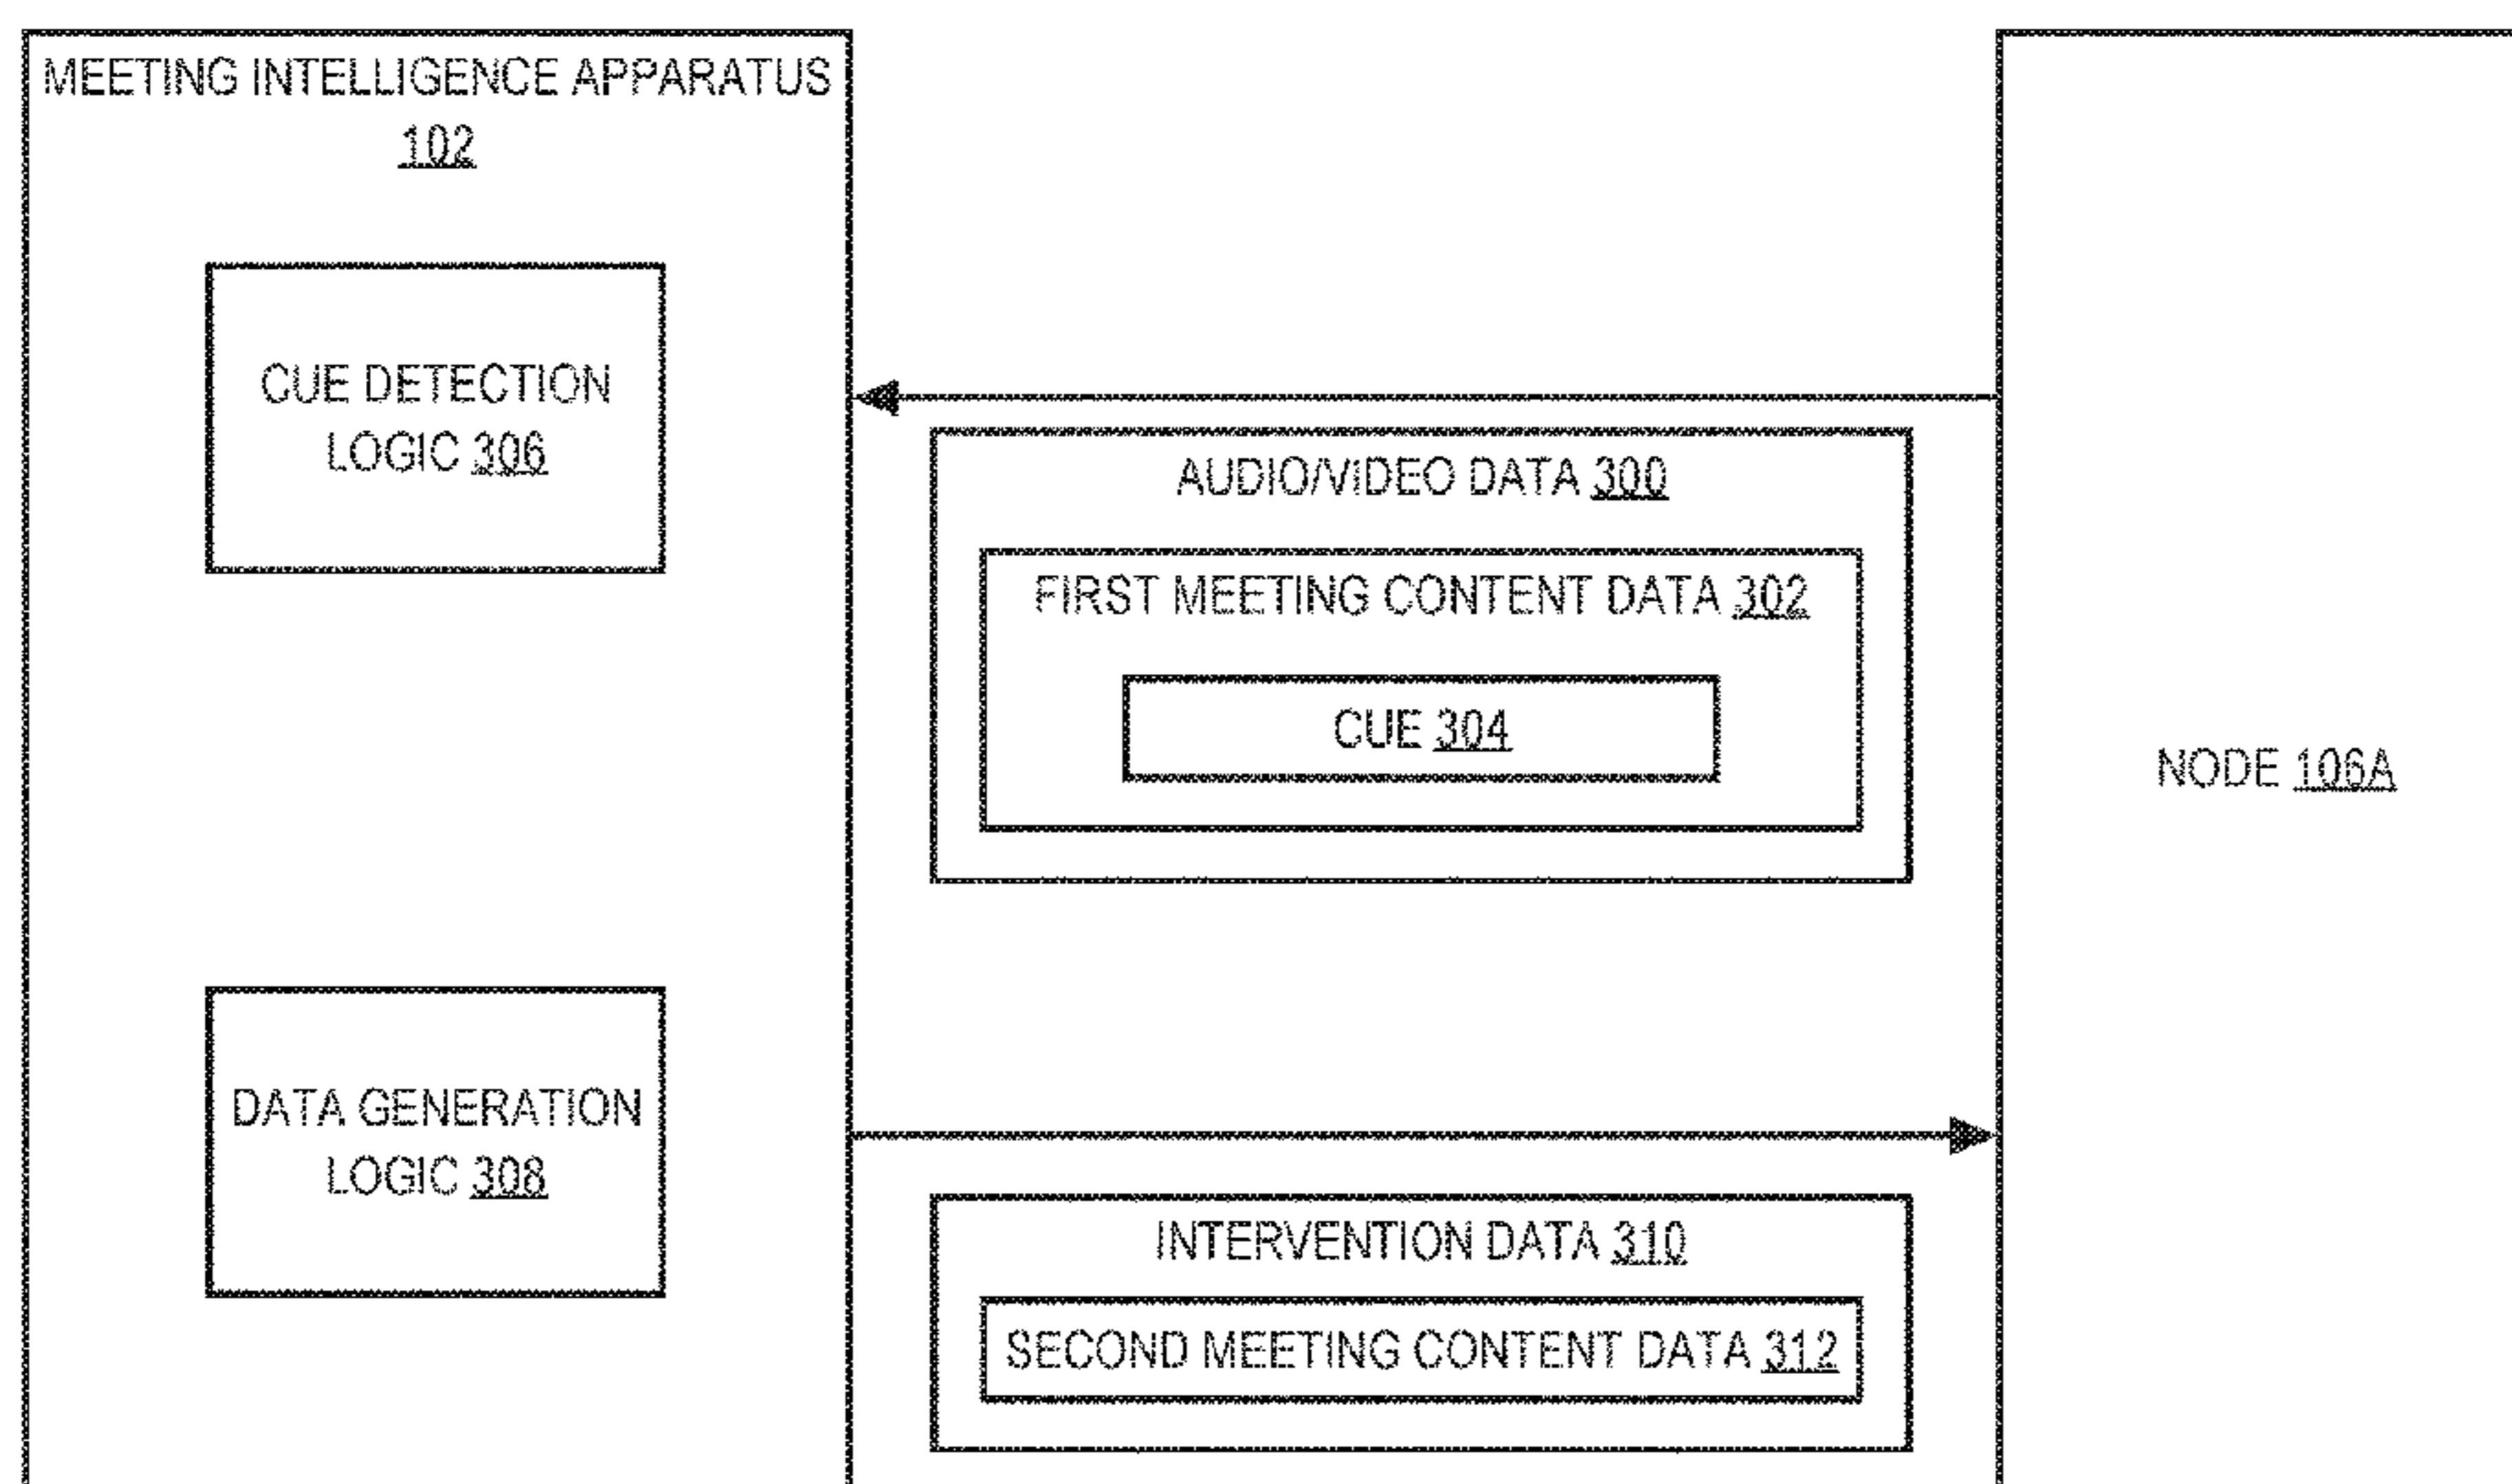 MEETING INTELLIGENCE APPARATUS
102
CUE DETECTION
LOGIC 306
AUDIO/VIDEO DATA 300
FIRST MEETING CONTENT DATA 302
CUE 304
NODE 106A
DATA GENERATION
LOGIC 308
INTERVENTION DATA 310
SECOND MEETING CONTENT DATA 312